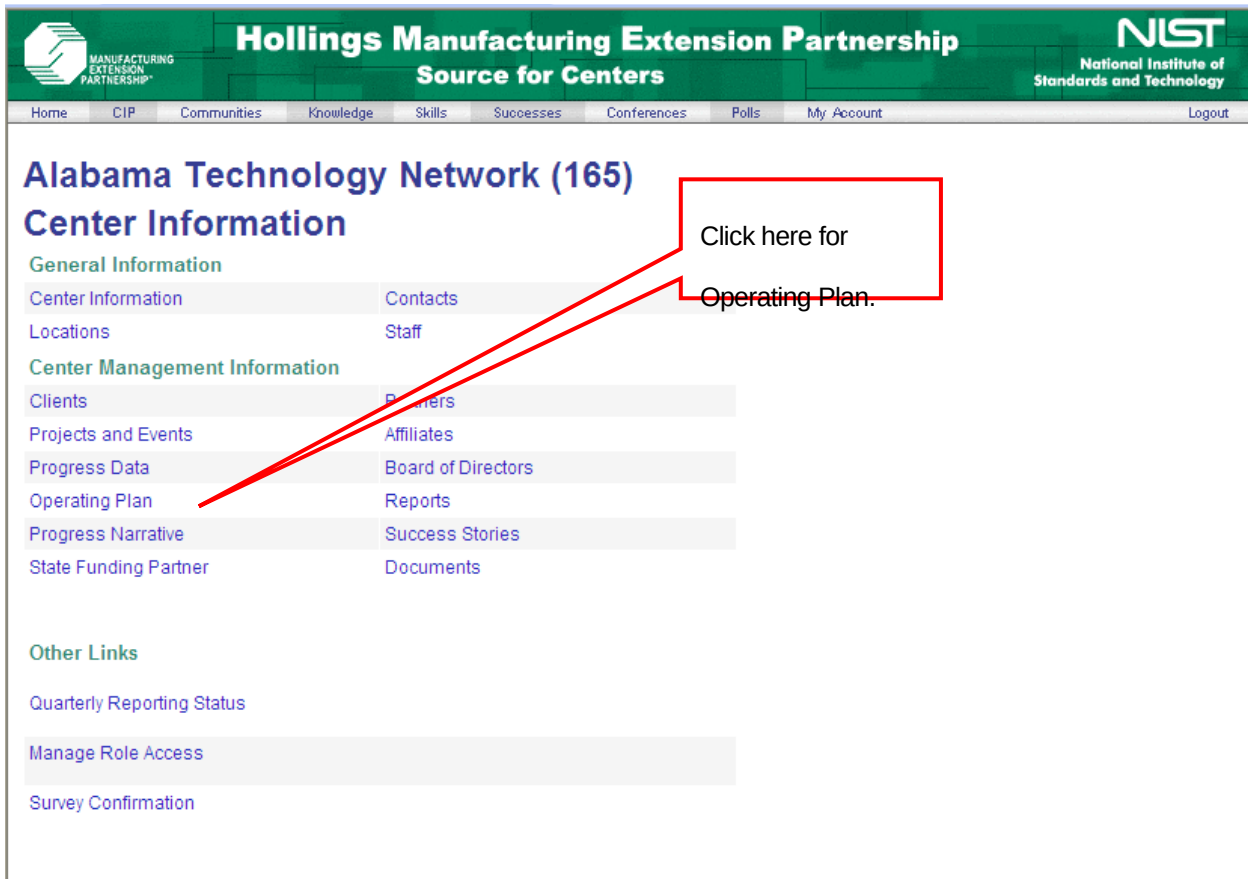 MANUFACTURING
EXTENSION
PARTNERSHIP
Hollings Manufacturing Extension Partnership
Source for Centers
NIST
National Institute of
Standards and Technology
Home CIP Communities Knowledge Skills Successes Conferences Polls My Account Logout
Alabama Technology Network (165)
Center Information
Click here for
Operating Plan.
General Information
Center Information Contacts
Locations Staff
Center Management Information
Clients Partners
Projects and Events Affiliates
Progress Data Board of Directors
Operating Plan Reports
Progress Narrative Success Stories
State Funding Partner Documents
Other Links
Quarterly Reporting Status
Manage Role Access
Survey Confirmation